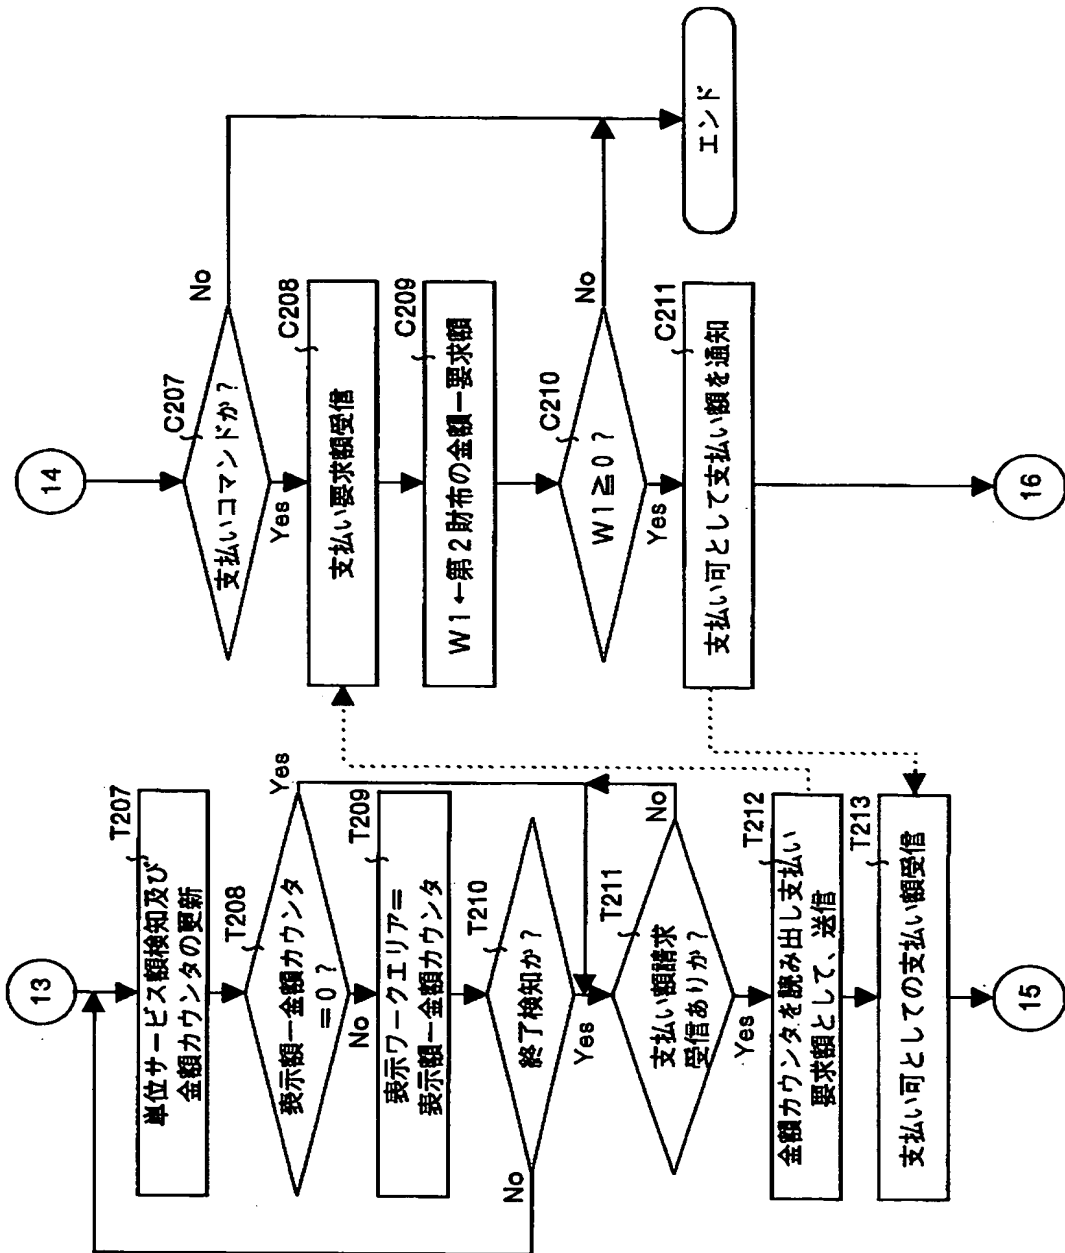 13
T207
単位サービス額検知及び
金額カウンタの更新
T208
表示額ー金額カウンタ
=0?
Yes
No
T209
表示ワークエリア=
表示額ー金額カウンタ
T210
終了検知か?
No
Yes
T211
支払い額請求
受信ありか?
No
Yes
T212
金額カウンタを読み出し支払い
要求額として、送信
T213
支払い可としての支払い額受信
15
14
C207
支払いコマンドか?
No
Yes
C208
支払い要求額受信
C209
W1←第2財布の金額ー要求額
C210
W1≧0?
No
Yes
C211
支払い可として支払い額を通知
16
エンド